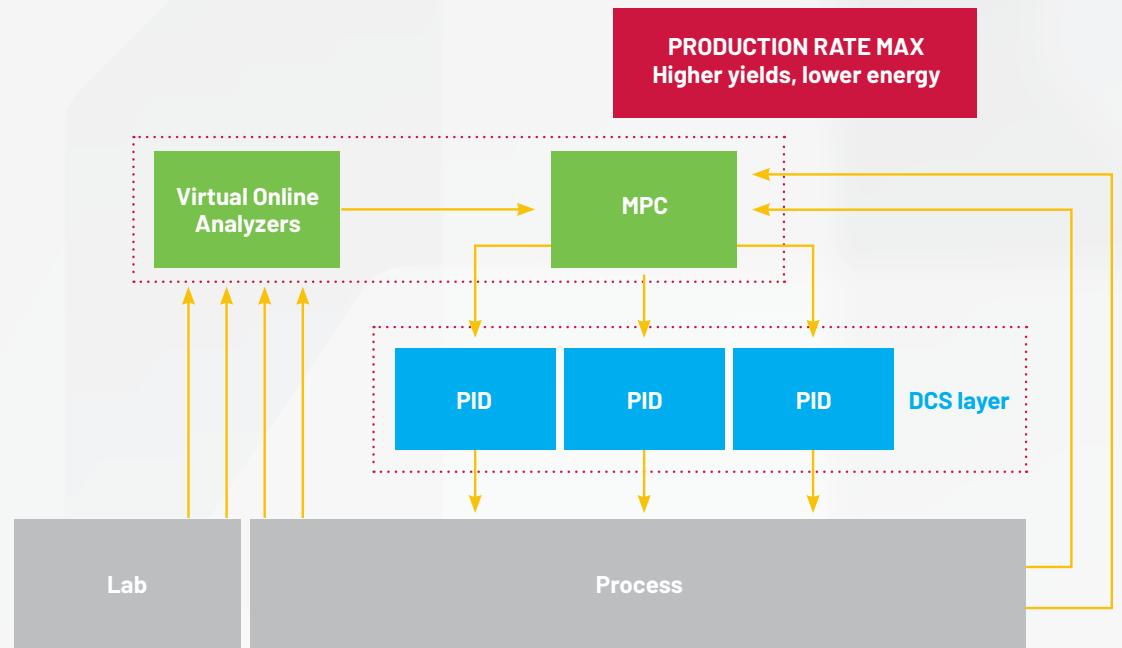 PRODUCTION RATE MAX
Higher yields, lower energy
Virtual Online
Analyzers
MPC
PID
PID
PID
DCS layer
Lab
Process